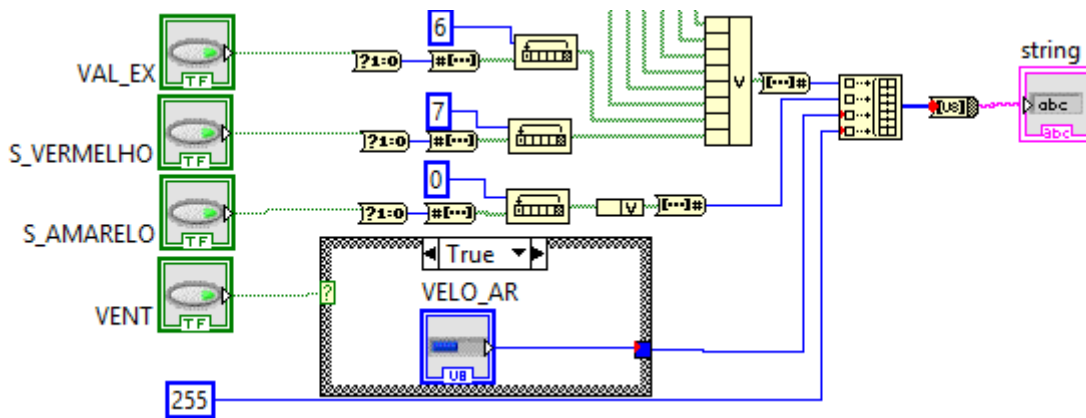 6
VAL_EX
TF
?1:0
#[...]
string
V
[...]#
[U8]
abc
abc
7
S_VERMELHO
TF
?1:0
#[...]
0
S_AMARELO
TF
?1:0
#[...]
V
[...]#
True
?
VELO_AR
VENT
TF
U8
255